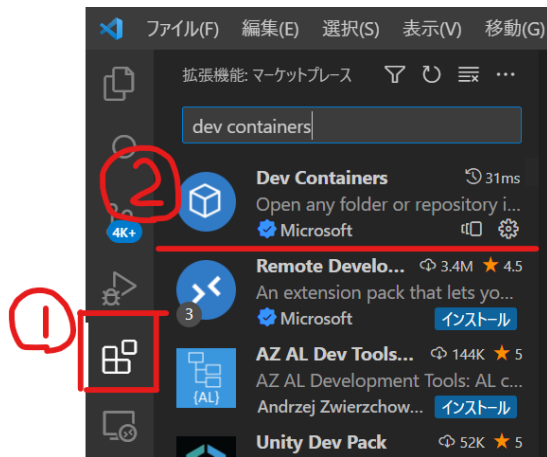 ファイル(F) 編集(E) 選択(S) 表示(V) 移動(G)
拡張機能: マーケットプレース
dev containers
2
Dev Containers 31ms
Open any folder or repository i...
Microsoft
4K+
Remote Develo... 3.4M ★ 4.5
An extension pack that lets yo...
3
Microsoft インストール
1
AZ AL Dev Tools... 144K ★ 5
{AL}
AZ AL Development Tools: AL c...
Andrzej Zwierzchow... インストール
Unity Dev Pack 52K ★ 5